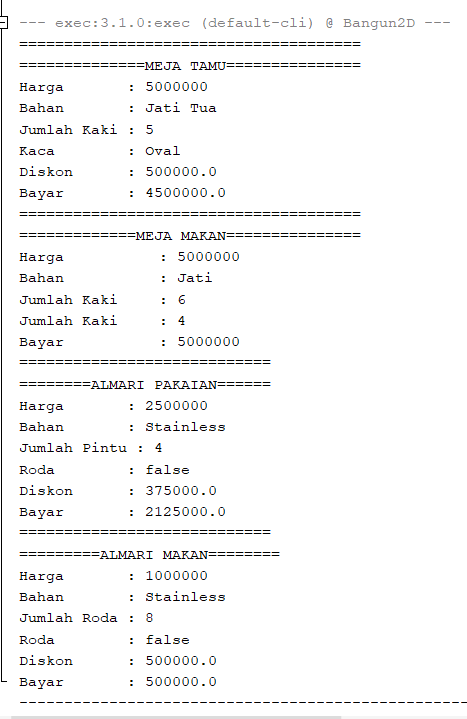 --- exec:3.1.0:exec (default-cli) @ Bangun2D ---
======================================
==============MEJA TAMU===============
Harga       : 5000000
Bahan       : Jati Tua
Jumlah Kaki : 5
Kaca        : Oval
Diskon      : 500000.0
Bayar       : 4500000.0
======================================
=============MEJA MAKAN===============
Harga           : 5000000
Bahan           : Jati
Jumlah Kaki     : 6
Jumlah Kaki     : 4
Bayar           : 5000000
============================
========ALMARI PAKAIAN======
Harga       : 2500000
Bahan       : Stainless
Jumlah Pintu : 4
Roda        : false
Diskon      : 375000.0
Bayar       : 2125000.0
============================
=========ALMARI MAKAN========
Harga       : 1000000
Bahan       : Stainless
Jumlah Roda : 8
Roda        : false
Diskon      : 500000.0
Bayar       : 500000.0
--------------------------------------------------